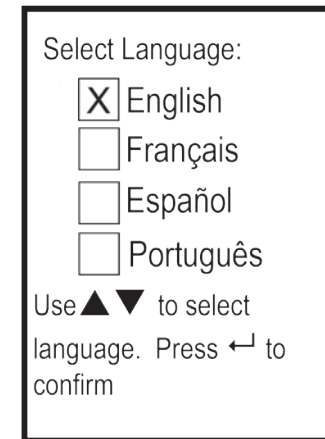 Select Language:
X English
Français
Español
Português
Use ▲ ▼ to select
language. Press ↵ to
confirm